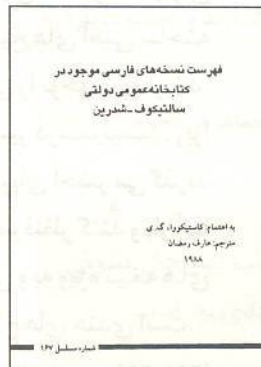 فهرست نسخه‌های فارسی موجود در
کتابخانه‌عمومی دولتی
سالتیکوف-شدرین
به اهتمام: کاستیکورا، گ.ی
مترجم: عارف رمضان
۱۹۸۸
شماره مسلسل ۱۶۷